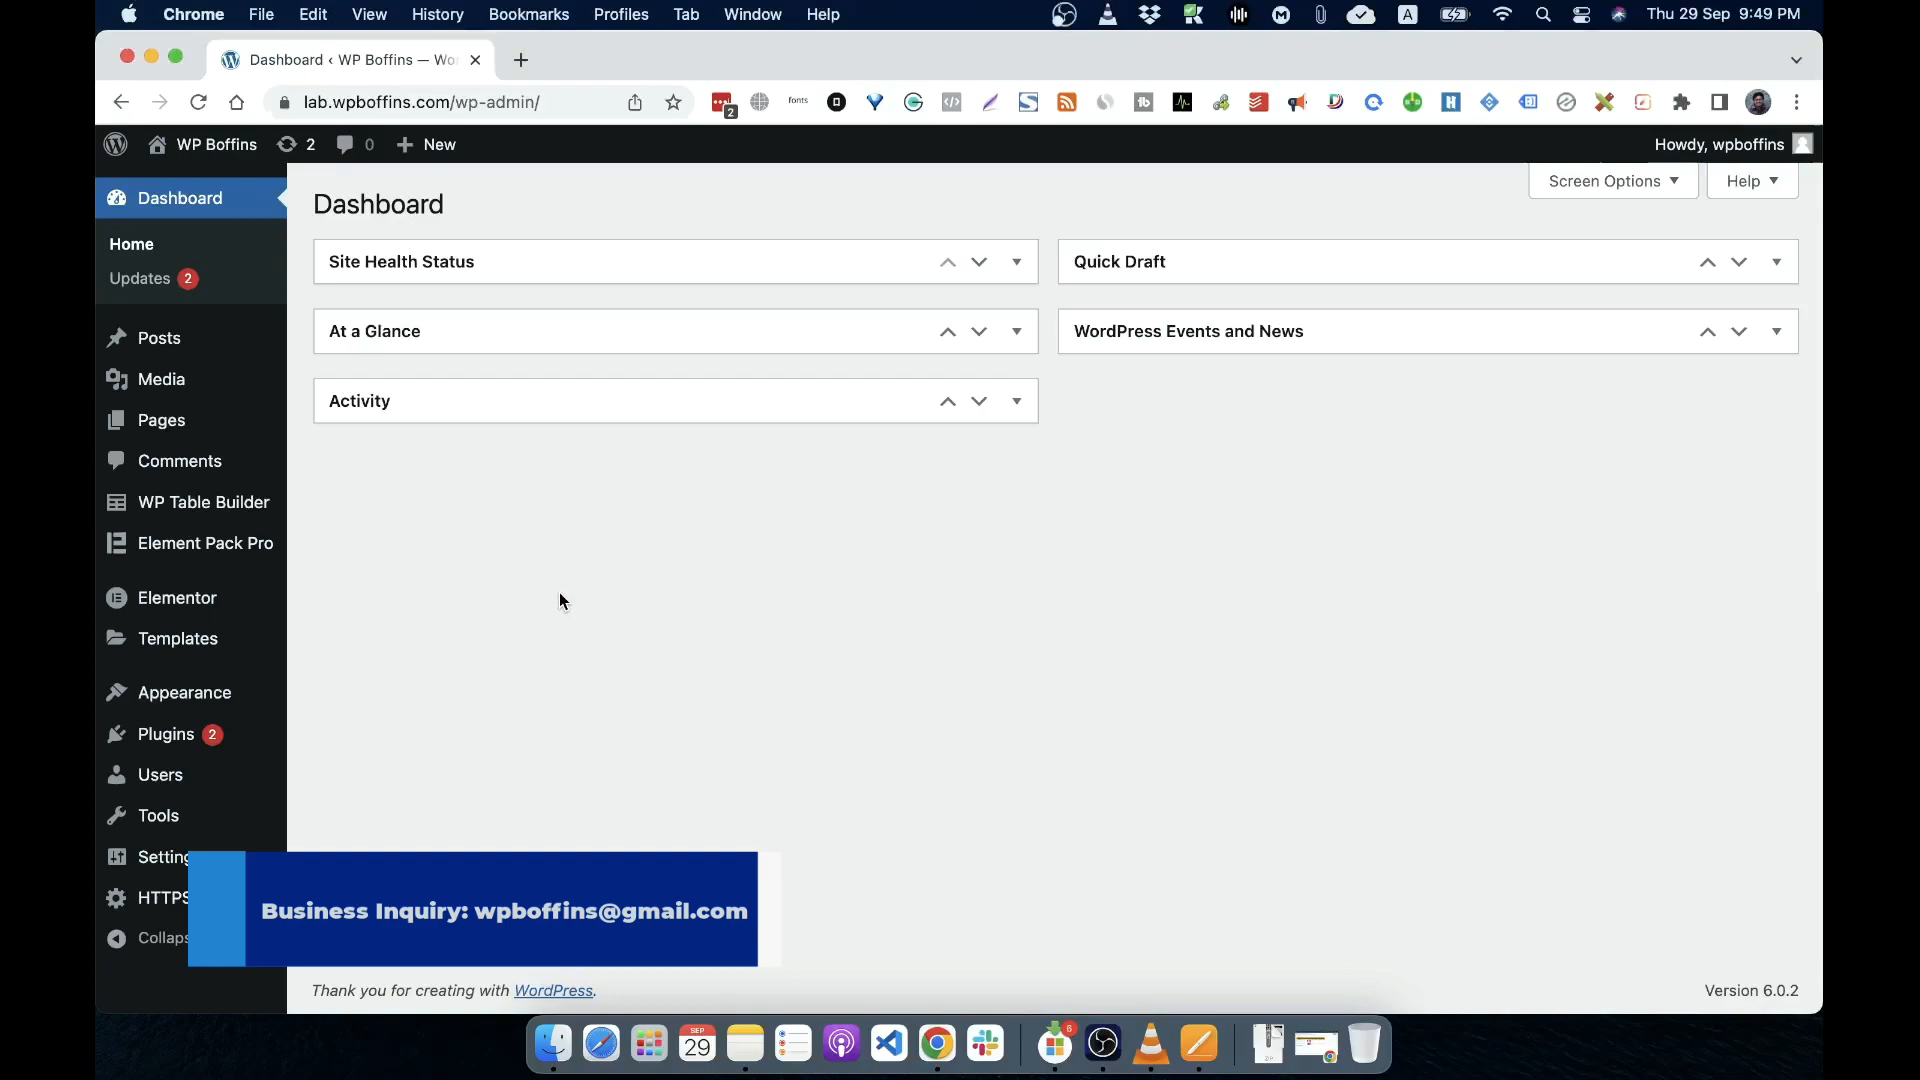 Chrome File Edit View History Bookmarks Profiles Tab Window Help A Thu 29 Sep 9:49 PM
Dashboard ‹ WP Boffins — Wo
lab.wpboffins.com/wp-admin/ 2 fonts
WP Boffins 2 0 New Howdy, wpboffins
Screen Options Help
Dashboard
Home
Updates 2
Posts
Media
Pages
Comments
WP Table Builder
Element Pack Pro
Elementor
Templates
Appearance
Plugins 2
Users
Tools
Setting
HTTPS
Collaps
Dashboard
Site Health Status
At a Glance
Activity
Quick Draft
WordPress Events and News
Business Inquiry: wpboffins@gmail.com
Thank you for creating with WordPress.
Version 6.0.2
SEP
29
6